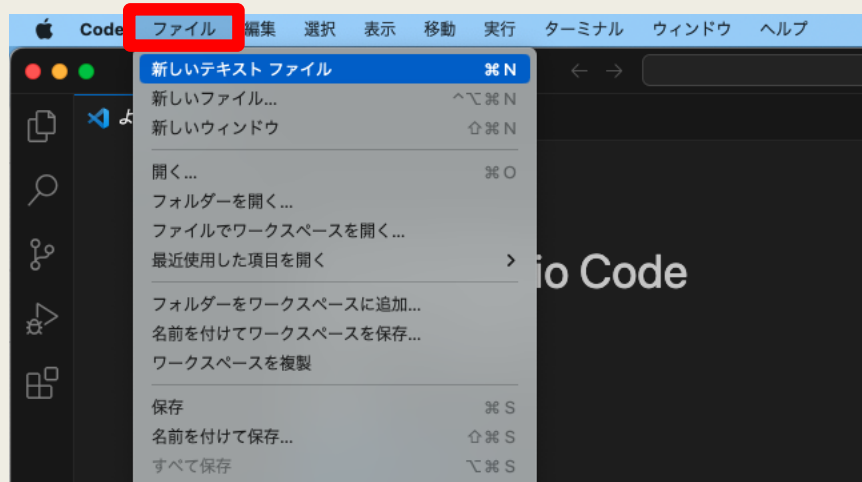 Code ファイル 編集 選択 表示 移動 実行 ターミナル ウィンドウ ヘルプ
新しいテキスト ファイル ⌘ N
新しいファイル... ^⌥⌘ N
新しいウィンドウ ⇧⌘ N
開く... ⌘ O
フォルダーを開く...
ファイルでワークスペースを開く...
最近使用した項目を開く >
io Code
フォルダーをワークスペースに追加...
名前を付けてワークスペースを保存...
ワークスペースを複製
保存 ⌘ S
名前を付けて保存... ⇧⌘ S
すべて保存 ⌥⌘ S